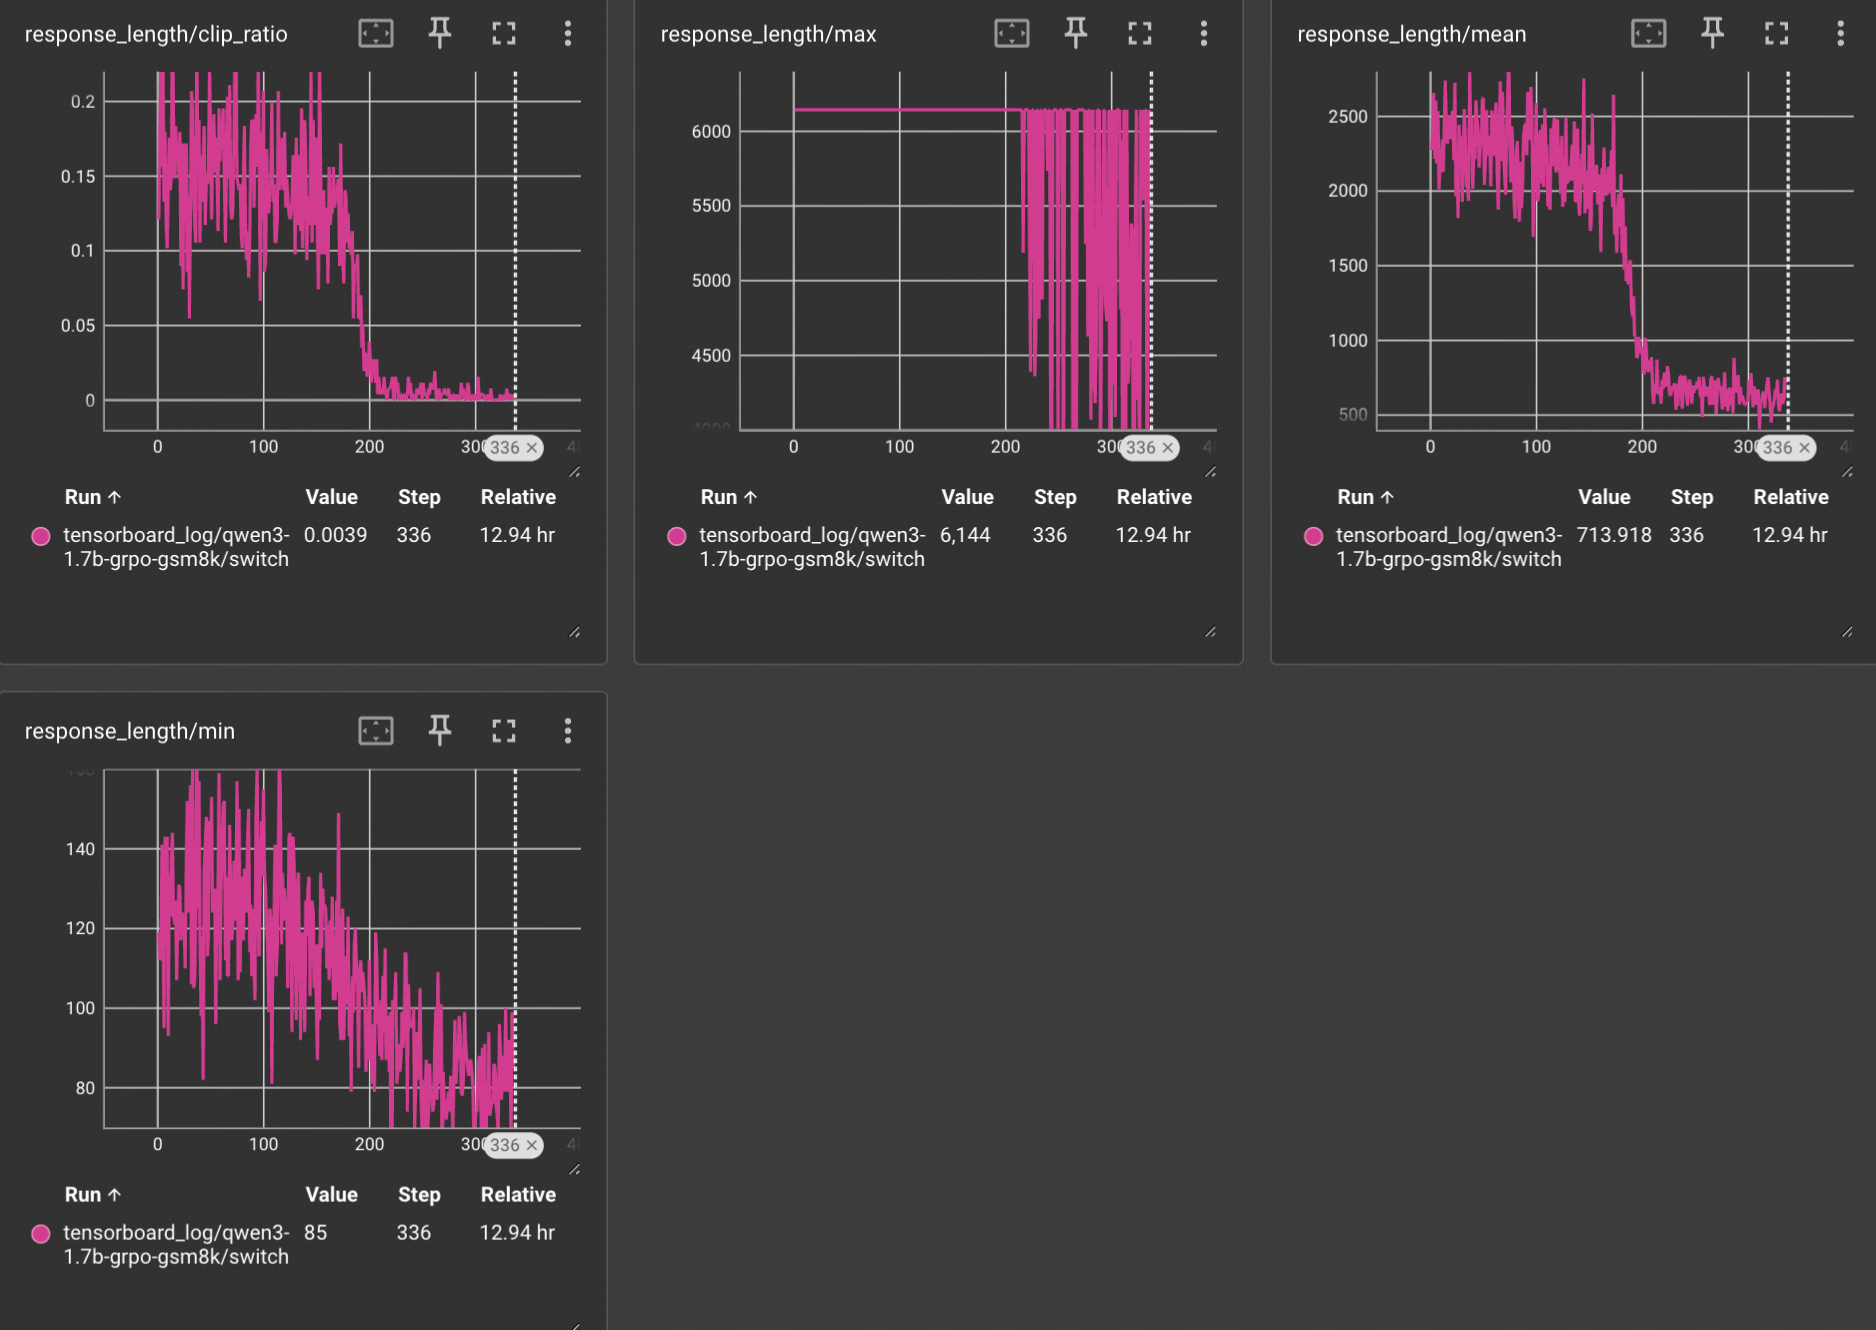 response_length/clip_ratio
0.2
0.15
0.1
0.05
0
0 100 200 300 336 ×
Run ↑ Value Step Relative
tensorboard_log/qwen3- 0.0039 336 12.94 hr
1.7b-grpo-gsm8k/switch
response_length/max
6000
5500
5000
4500
4000
0 100 200 300 336 ×
Run ↑ Value Step Relative
tensorboard_log/qwen3- 6,144 336 12.94 hr
1.7b-grpo-gsm8k/switch
response_length/mean
2500
2000
1500
1000
500
0 100 200 300 336 ×
Run ↑ Value Step Relative
tensorboard_log/qwen3- 713.918 336 12.94 hr
1.7b-grpo-gsm8k/switch
response_length/min
140
120
100
80
0 100 200 300 336 ×
Run ↑ Value Step Relative
tensorboard_log/qwen3- 85 336 12.94 hr
1.7b-grpo-gsm8k/switch